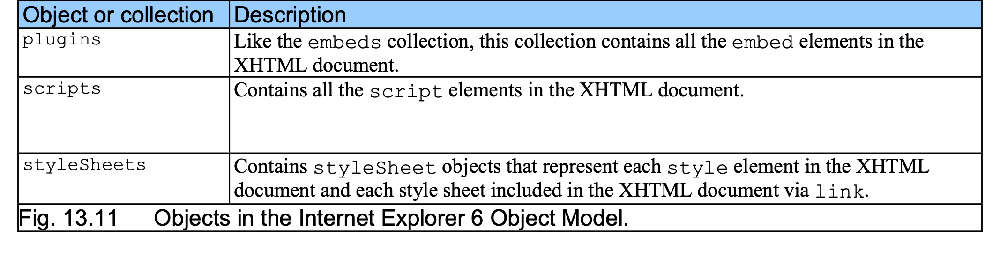 Object or collection Description
plugins Like the embeds collection, this collection contains all the embed elements in the
XHTML document.
scripts Contains all the script elements in the XHTML document.
styleSheets Contains styleSheet objects that represent each style element in the XHTML
document and each style sheet included in the XHTML document via link.
Fig. 13.11 Objects in the Internet Explorer 6 Object Model.